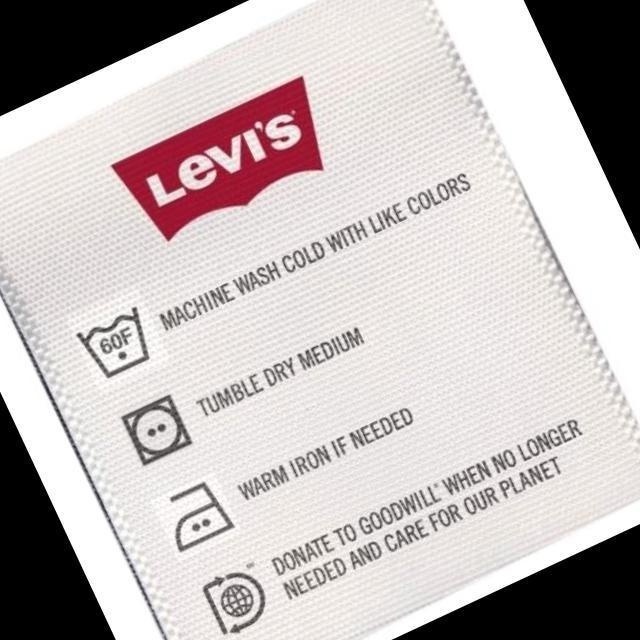 LEVI'S
MACHINE WASH COLD WITH LIKE COLORS
60F
TUMBLE DRY MEDIUM
WARM IRON IF NEEDED
DONATE TO GOODWILL® WHEN NO LONGER
NEEDED AND CARE FOR OUR PLANET